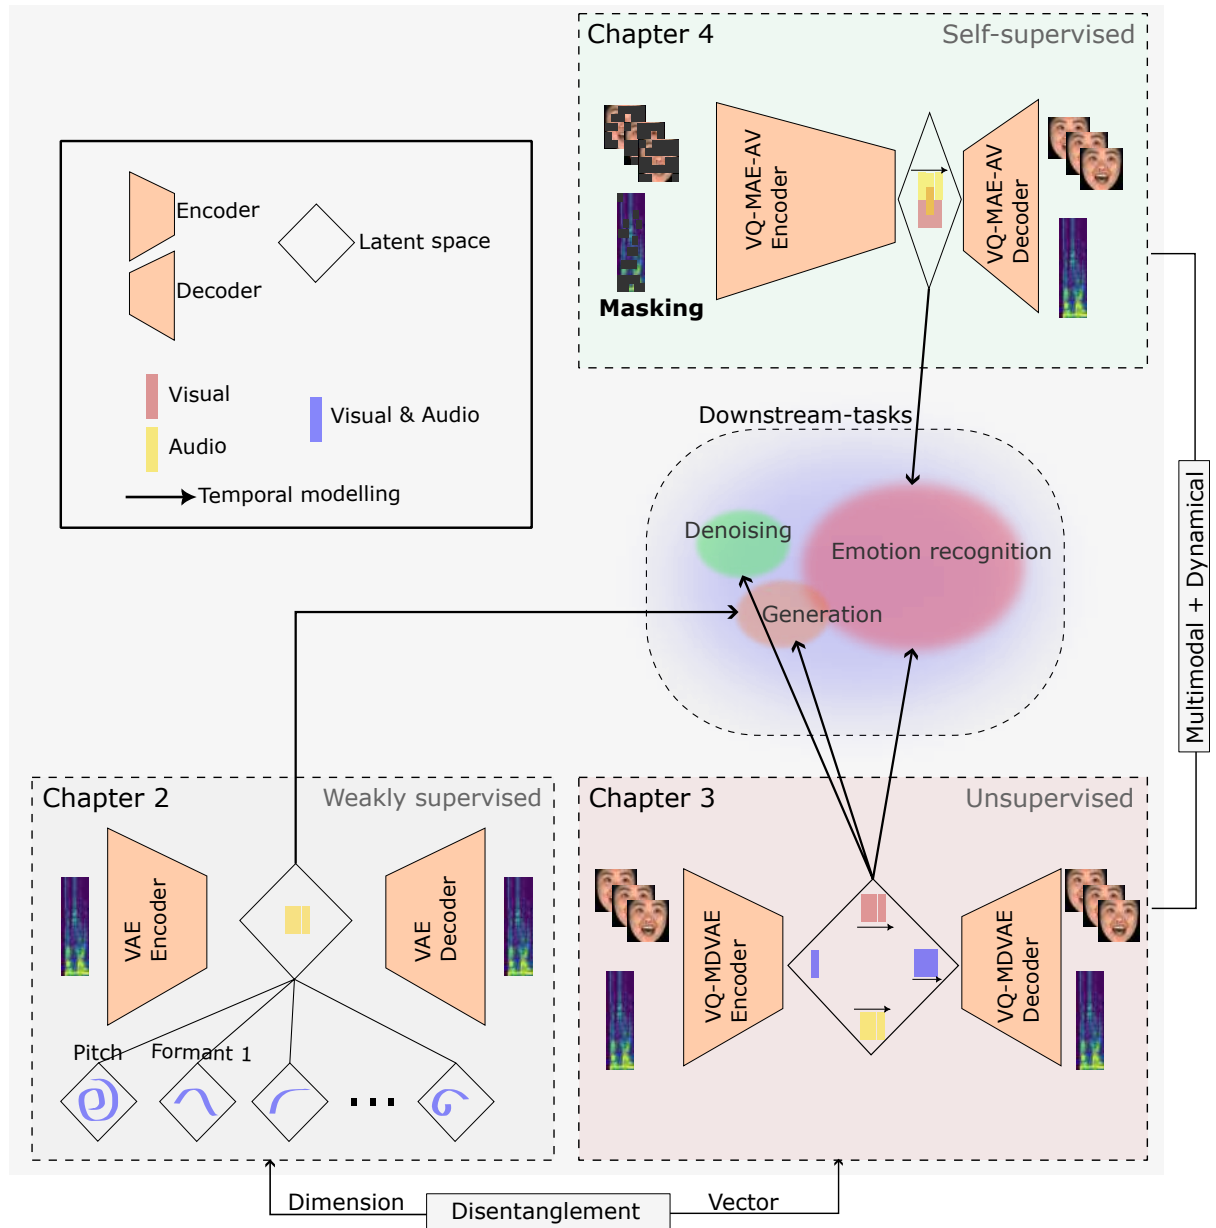 Chapter 4
Self-supervised
VQ-MAE-AV
Encoder
VQ-MAE-AV
Decoder
Masking
Encoder
Decoder
Latent space
Visual
Audio
Visual & Audio
Temporal modelling
Downstream-tasks
Denoising
Emotion recognition
Generation
Multimodal + Dynamical
Chapter 2
Weakly supervised
VAE
Encoder
VAE
Decoder
Pitch
Formant 1
...
Chapter 3
Unsupervised
VQ-MDVAE
Encoder
VQ-MDVAE
Decoder
Dimension
Disentanglement
Vector